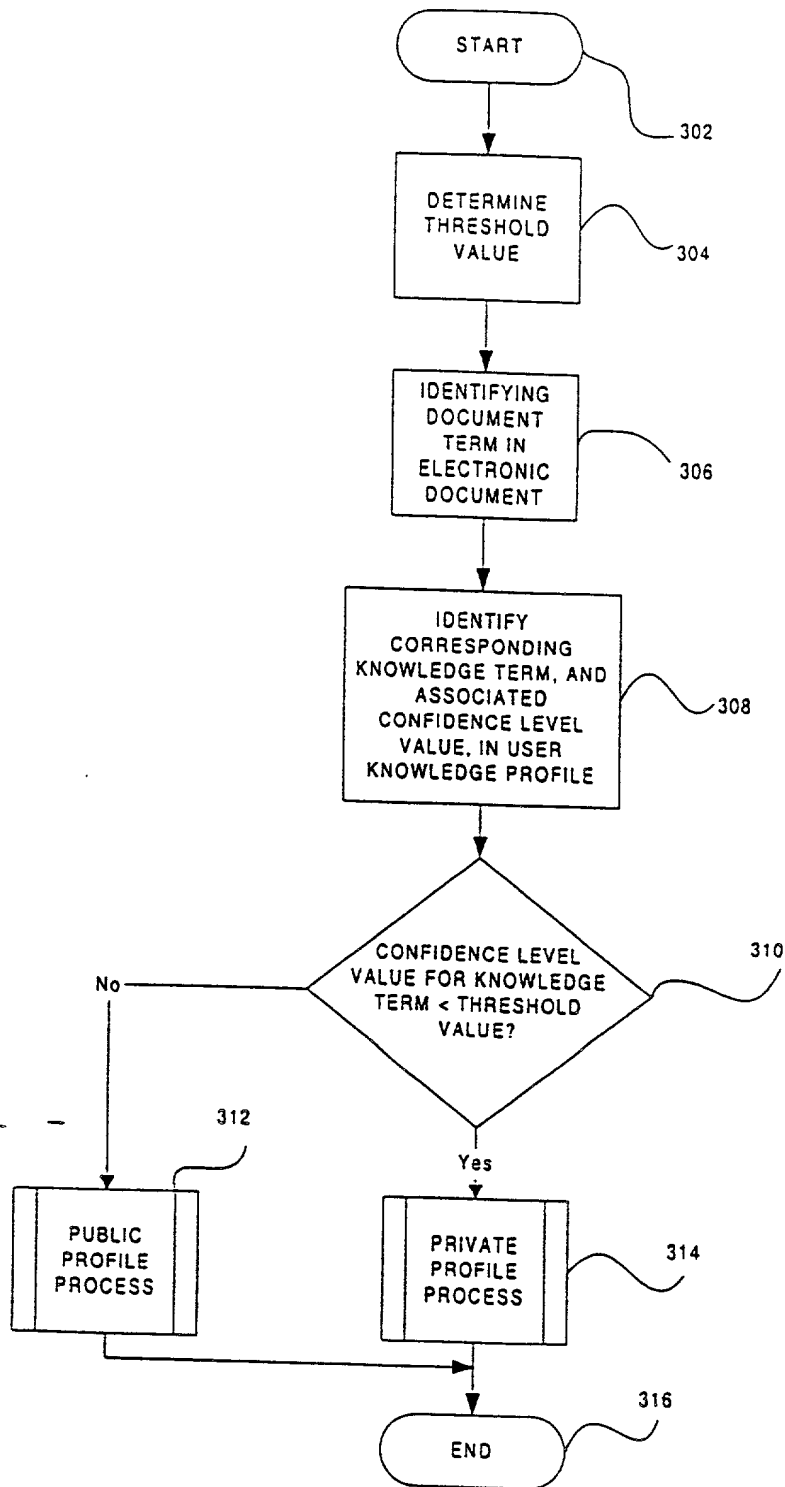 START
302
DETERMINE
THRESHOLD
VALUE
304
IDENTIFYING
DOCUMENT
TERM IN
ELECTRONIC
DOCUMENT
306
IDENTIFY
CORRESPONDING
KNOWLEDGE TERM, AND
ASSOCIATED
CONFIDENCE LEVEL
VALUE, IN USER
KNOWLEDGE PROFILE
308
CONFIDENCE LEVEL
VALUE FOR KNOWLEDGE
TERM < THRESHOLD
VALUE?
310
No
Yes
312
PUBLIC
PROFILE
PROCESS
PRIVATE
PROFILE
PROCESS
314
END
316